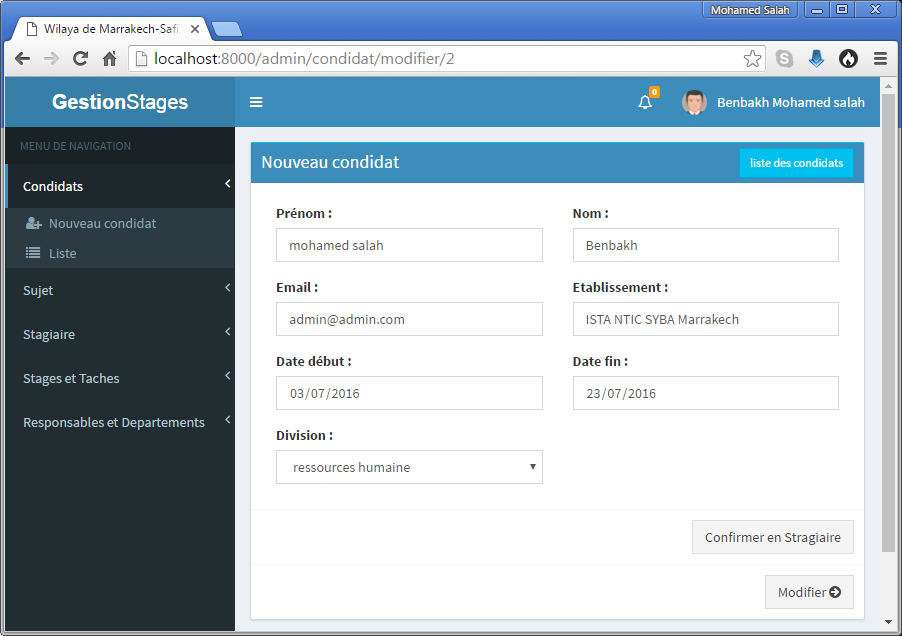 Mohamed Salah
Wilaya de Marrakech-Safi
localhost:8000/admin/condidat/modifier/2
GestionStages
0
Benbakh Mohamed salah
MENU DE NAVIGATION
Condidats
Nouveau condidat
Liste
Sujet
Stagiaire
Stages et Taches
Responsables et Departements
Nouveau condidat
liste des condidats
Prénom :
Nom :
mohamed salah
Benbakh
Email :
Etablissement :
admin@admin.com
ISTA NTIC SYBA Marrakech
Date début :
Date fin :
03/07/2016
23/07/2016
Division :
ressources humaine
Confirmer en Stragiaire
Modifier